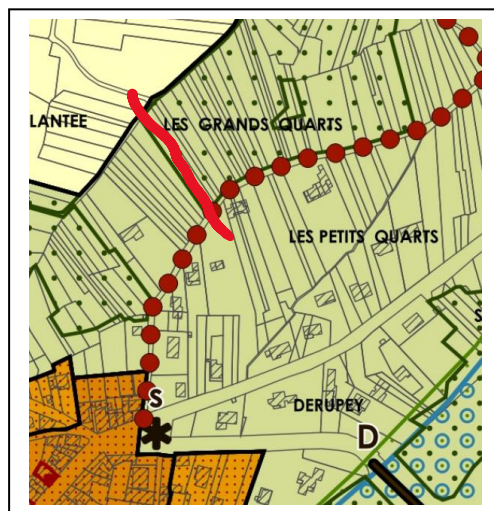 LANTEE
LES GRANDS QUARTS
LES PETITS QUARTS
S
S
DERUPEY
D